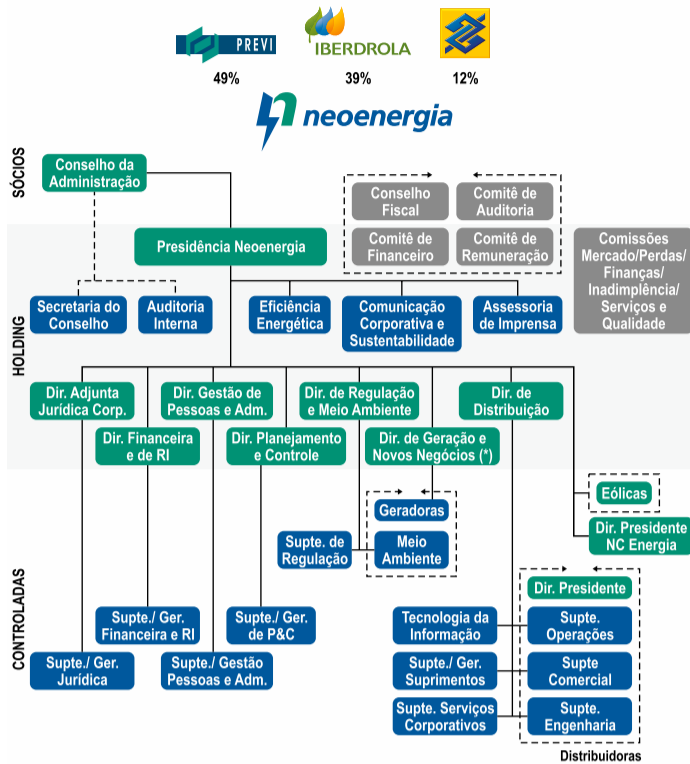 PREVI
IBERDROLA
49%
39%
12%
neoenergia
SÓCIOS
Conselho da
Administração
Conselho
Fiscal
Comitê de
Auditoria
Comitê de
Financeiro
Comitê de
Remuneração
Comissões
Mercado/Perdas/
Finanças/
Inadimplência/
Serviços e
Qualidade
HOLDING
Presidência Neoenergia
Secretaria do
Conselho
Auditoria
Interna
Eficiência
Energética
Comunicação
Corporativa e
Sustentabilidade
Assessoria
de Imprensa
Dir. Adjunta
Jurídica Corp.
Dir. Gestão de
Pessoas e Adm.
Dir. de Regulação
e Meio Ambiente
Dir. de
Distribuição
Dir. Financeira
e de RI
Dir. Planejamento
e Controle
Dir. de Geração e
Novos Negócios (*)
CONTROLADAS
Eólicas
Geradoras
Dir. Presidente
NC Energia
Supte. de
Regulação
Meio
Ambiente
Dir. Presidente
Supte./ Ger.
Financeira e RI
Supte./ Ger.
de P&C
Tecnologia da
Informação
Supte.
Operações
Supte./ Ger.
Jurídica
Supte./ Gestão
Pessoas e Adm.
Supte./ Ger.
Suprimentos
Supte
Comercial
Supte. Serviços
Corporativos
Supte.
Engenharia
Distribuidoras